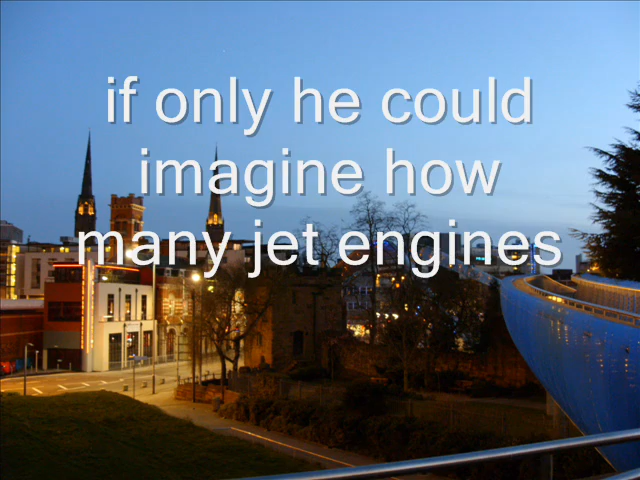 if only he could
imagine how
many jet engines